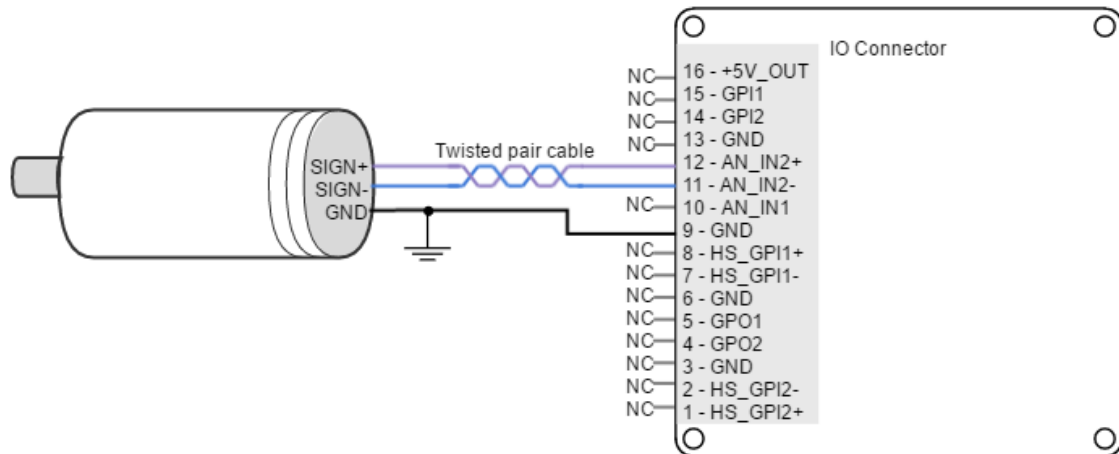 IO Connector
NC 16 - +5V_OUT
NC 15 - GPI1
NC 14 - GPI2
NC 13 - GND
Twisted pair cable
SIGN+ 12 - AN_IN2+
SIGN- 11 - AN_IN2-
NC 10 - AN_IN1
GND 9 - GND
NC 8 - HS_GPI1+
NC 7 - HS_GPI1-
NC 6 - GND
NC 5 - GPO1
NC 4 - GPO2
NC 3 - GND
NC 2 - HS_GPI2-
NC 1 - HS_GPI2+